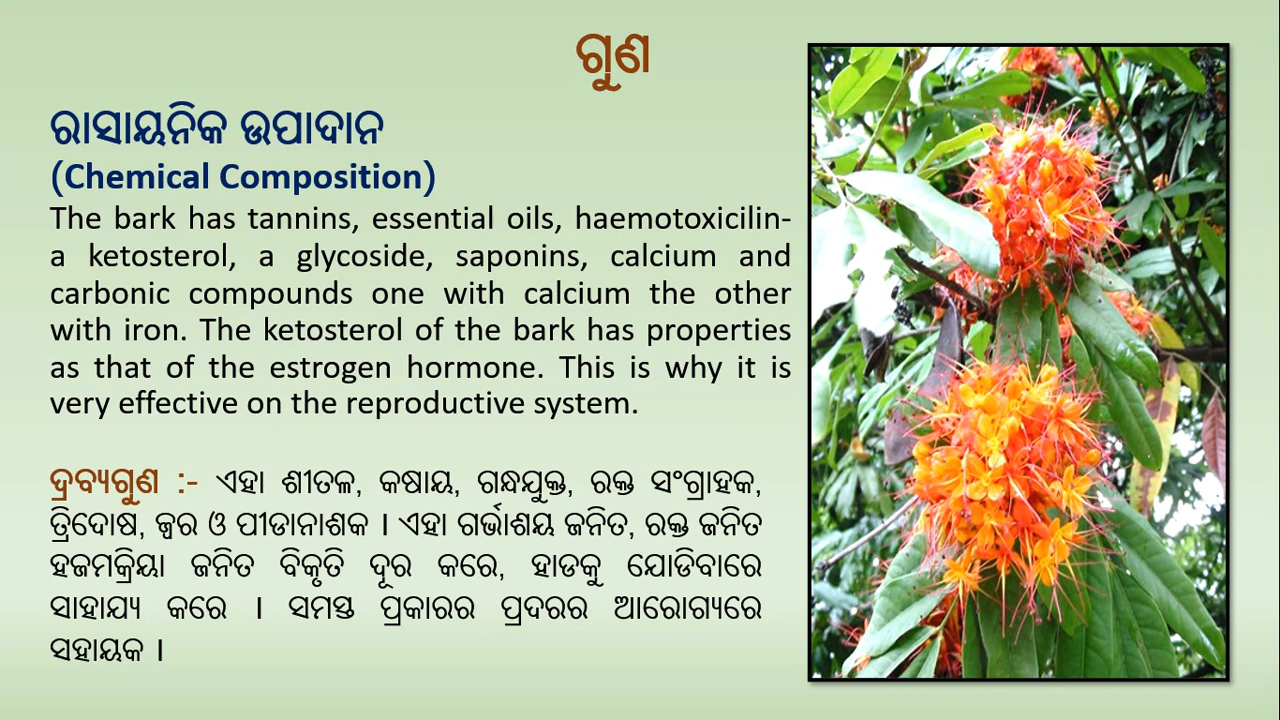 ଗୁଣ
ରାସାୟନିକ ଉପାଦାନ
(Chemical Composition)
The bark has tannins, essential oils, haemotoxicilin-
a ketosterol, a glycoside, saponins, calcium and
carbonic compounds one with calcium the other
with iron. The ketosterol of the bark has properties
as that of the estrogen hormone. This is why it is
very effective on the reproductive system.
ଦ୍ରବ୍ୟଗୁଣ :- ଏହା ଶୀତଳ, କଷାୟ, ଗନ୍ଧଯୁକ୍ତ, ରକ୍ତ ସଂଗ୍ରାହକ,
ତ୍ରିଦୋଷ, ଜ୍ଵର ଓ ପୀଡାନାଶକ । ଏହା ଗର୍ଭାଶୟ ଜନିତ, ରକ୍ତ ଜନିତ
ହଜମକ୍ରିୟା ଜନିତ ବିକୃତି ଦୂର କରେ, ହାଡକୁ ଯୋଡିବାରେ
ସାହାଯ୍ୟ କରେ । ସମସ୍ତ ପ୍ରକାରର ପ୍ରଦରର ଆରୋଗ୍ୟରେ
ସହାୟକ ।